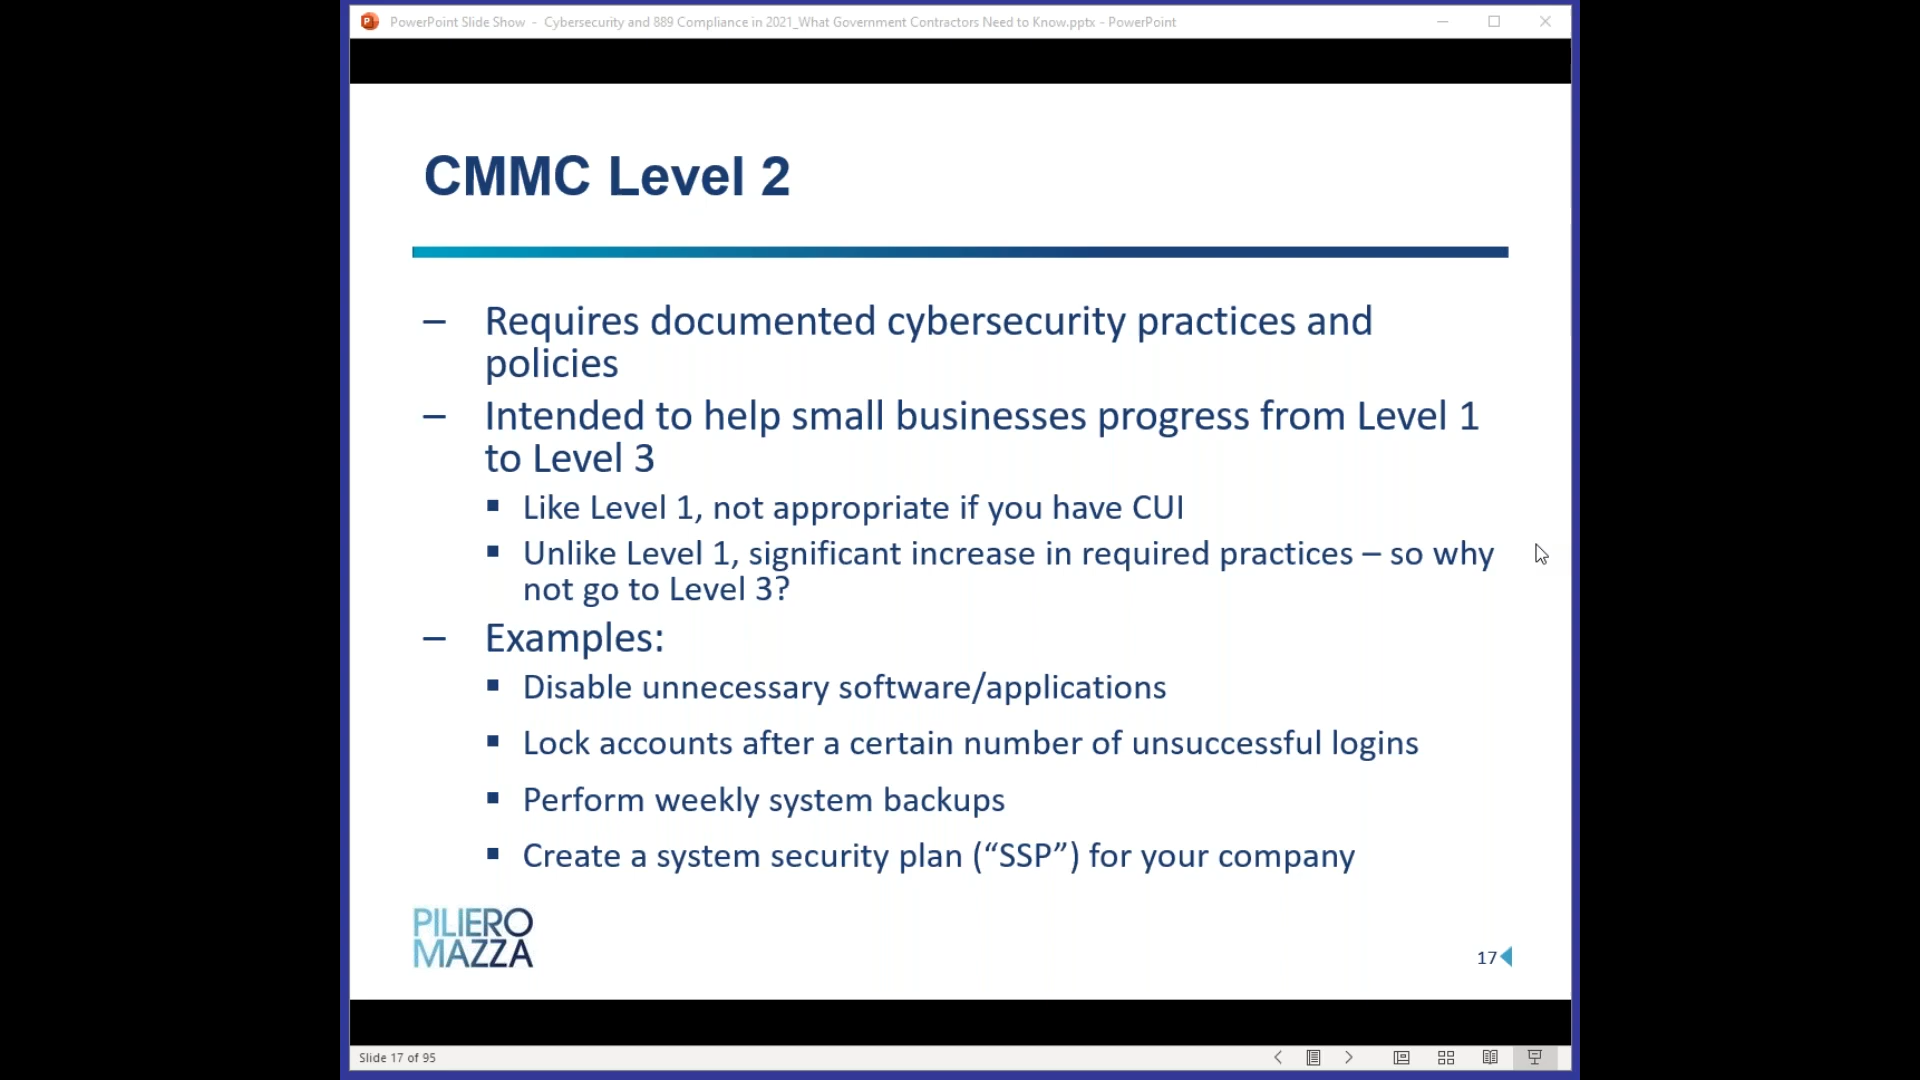 PowerPoint Slide Show - Cybersecurity and 889 Compliance in 2021_What Government Contractors Need to Know.pptx - PowerPoint
CMMC Level 2
– Requires documented cybersecurity practices and
policies
– Intended to help small businesses progress from Level 1
to Level 3
▪ Like Level 1, not appropriate if you have CUI
▪ Unlike Level 1, significant increase in required practices – so why
not go to Level 3?
– Examples:
▪ Disable unnecessary software/applications
▪ Lock accounts after a certain number of unsuccessful logins
▪ Perform weekly system backups
▪ Create a system security plan (“SSP”) for your company
PILIERO
MAZZA
17
Slide 17 of 95